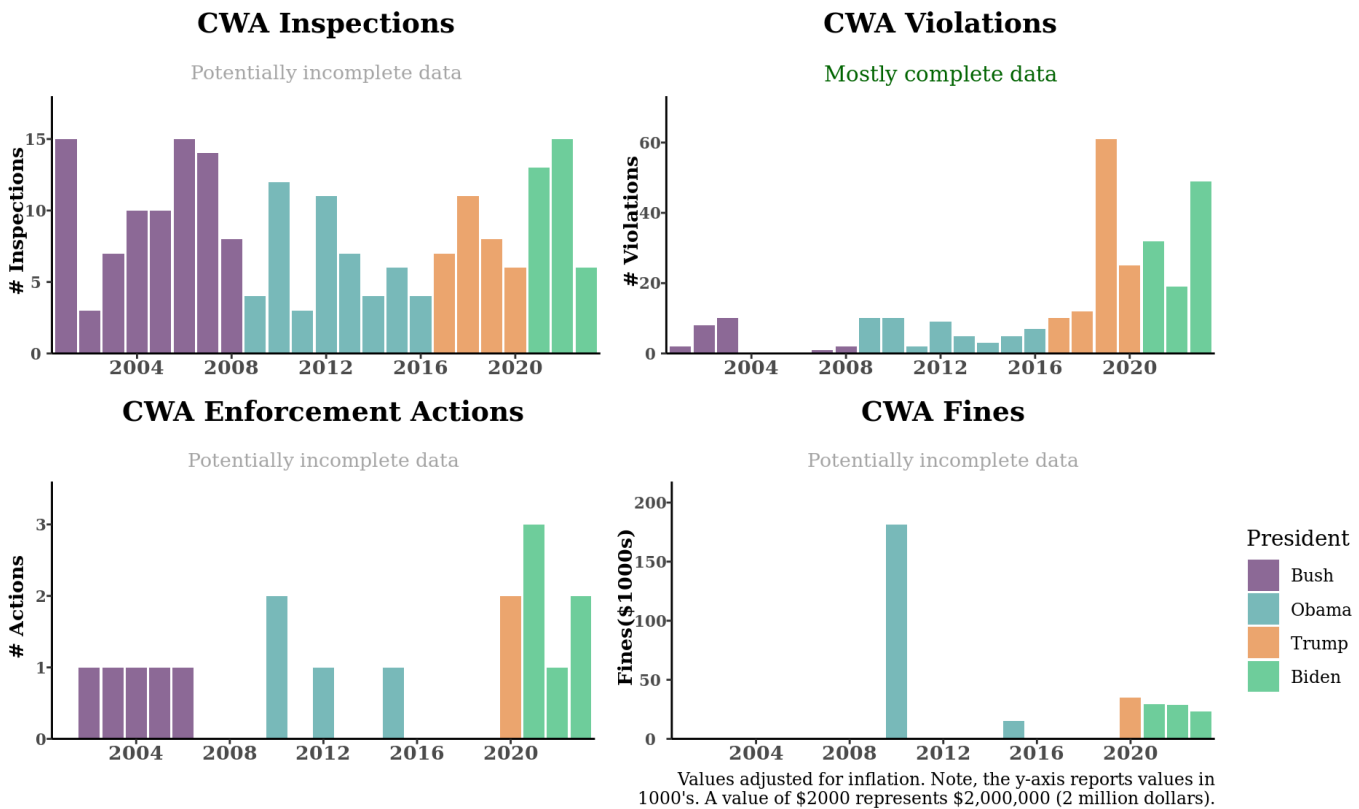 CWA Inspections
Potentially incomplete data
# Inspections
15
10
5
0
2004 2008 2012 2016 2020
CWA Violations
Mostly complete data
# Violations
60
40
20
0
2004 2008 2012 2016 2020
CWA Enforcement Actions
Potentially incomplete data
# Actions
3
2
1
0
2004 2008 2012 2016 2020
CWA Fines
Potentially incomplete data
Fines($1000s)
200
150
100
50
0
2004 2008 2012 2016 2020
President
Bush
Obama
Trump
Biden
Values adjusted for inflation. Note, the y-axis reports values in
1000's. A value of $2000 represents $2,000,000 (2 million dollars).